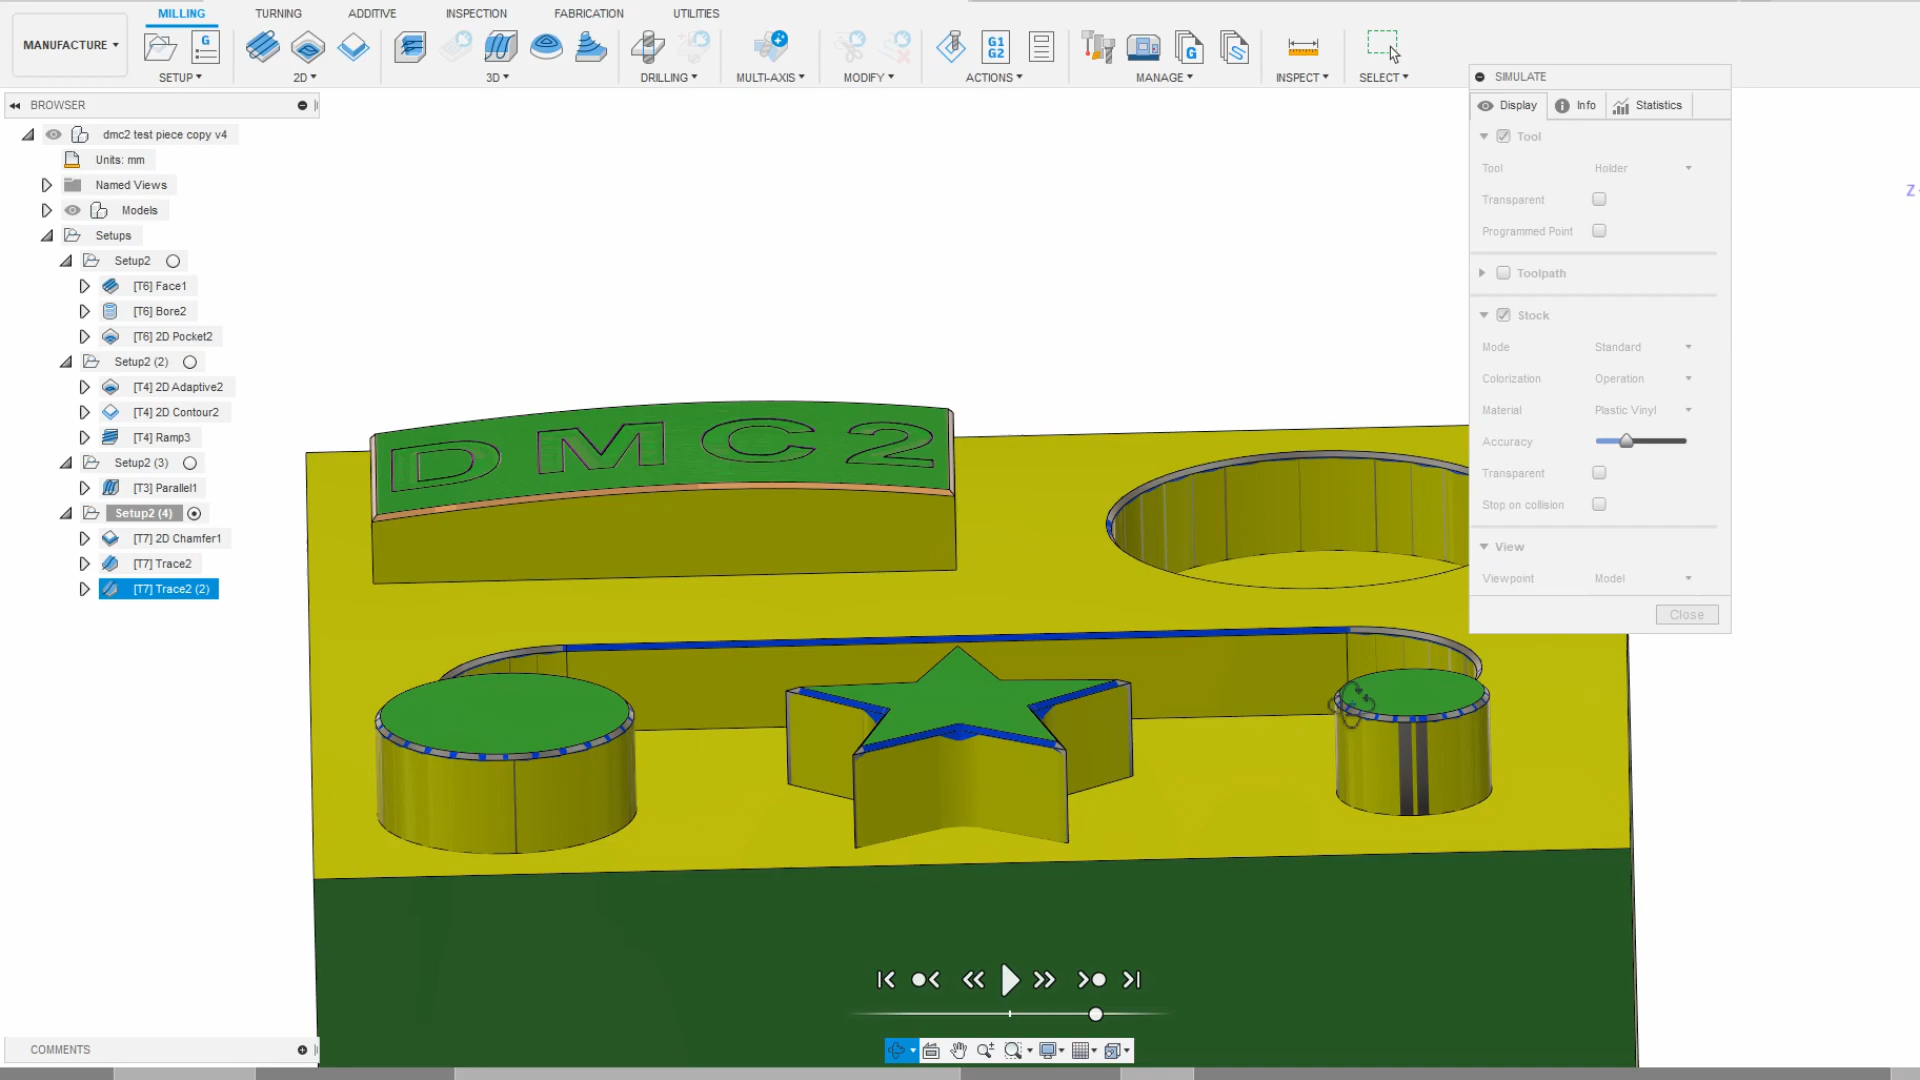 MILLING TURNING ADDITIVE INSPECTION FABRICATION UTILITIES
MANUFACTURE
G G1 G2 G
SETUP 2D 3D DRILLING MULTI-AXIS MODIFY ACTIONS MANAGE INSPECT SELECT
BROWSER
dmc2 test piece copy v4
Units: mm
Named Views
Models
Setups
Setup2
[T6] Face1
[T6] Bore2
[T6] 2D Pocket2
Setup2 (2)
[T4] 2D Adaptive2
[T4] 2D Contour2
[T4] Ramp3
Setup2 (3)
[T3] Parallel1
Setup2 (4)
[T7] 2D Chamfer1
[T7] Trace2
[T7] Trace2 (2)
DMC2
SIMULATE
Display Info Statistics
Tool
Tool Holder
Transparent
Programmed Point
Toolpath
Stock
Mode Standard
Colorization Operation
Material Plastic Vinyl
Accuracy
Transparent
Stop on collision
View
Viewpoint Model
Close
Z
COMMENTS